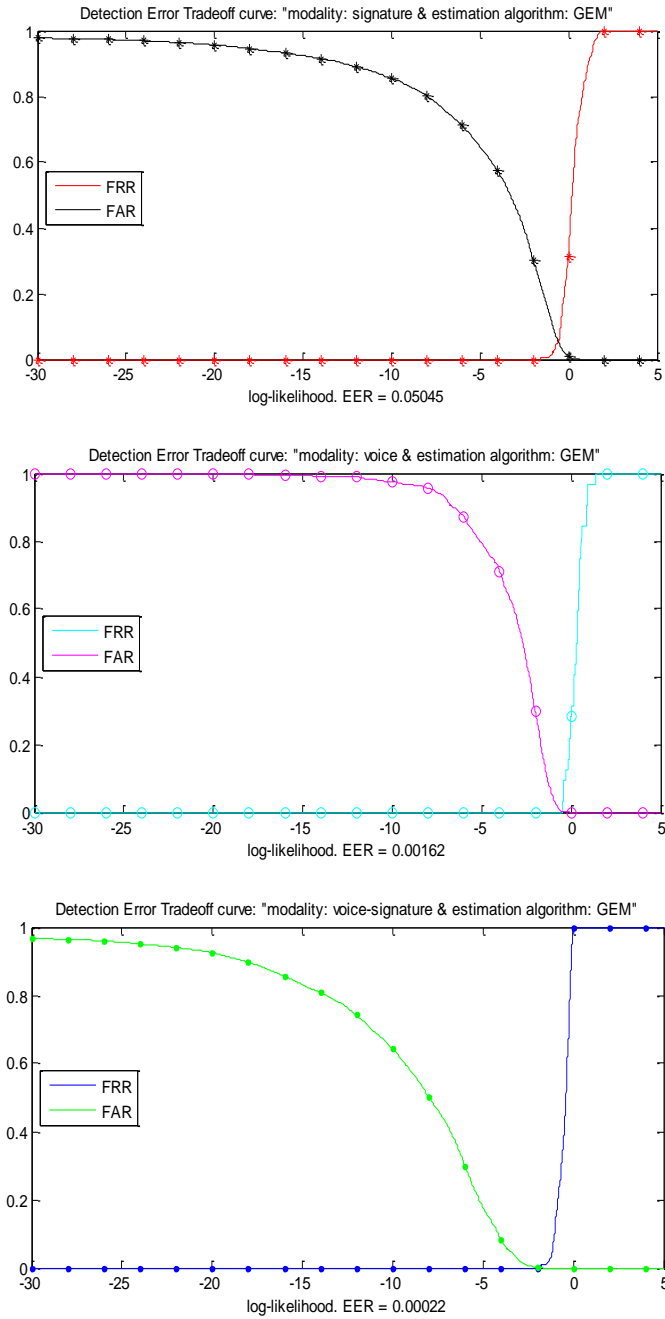 Detection Error Tradeoff curve: "modality: signature & estimation algorithm: GEM"
1
0.8
0.6
0.4
0.2
0
FRR
FAR
-30 -25 -20 -15 -10 -5 0 5
log-likelihood. EER = 0.05045
Detection Error Tradeoff curve: "modality: voice & estimation algorithm: GEM"
1
0.8
0.6
0.4
0.2
0
FRR
FAR
-30 -25 -20 -15 -10 -5 0 5
log-likelihood. EER = 0.00162
Detection Error Tradeoff curve: "modality: voice-signature & estimation algorithm: GEM"
1
0.8
0.6
0.4
0.2
0
FRR
FAR
-30 -25 -20 -15 -10 -5 0 5
log-likelihood. EER = 0.00022